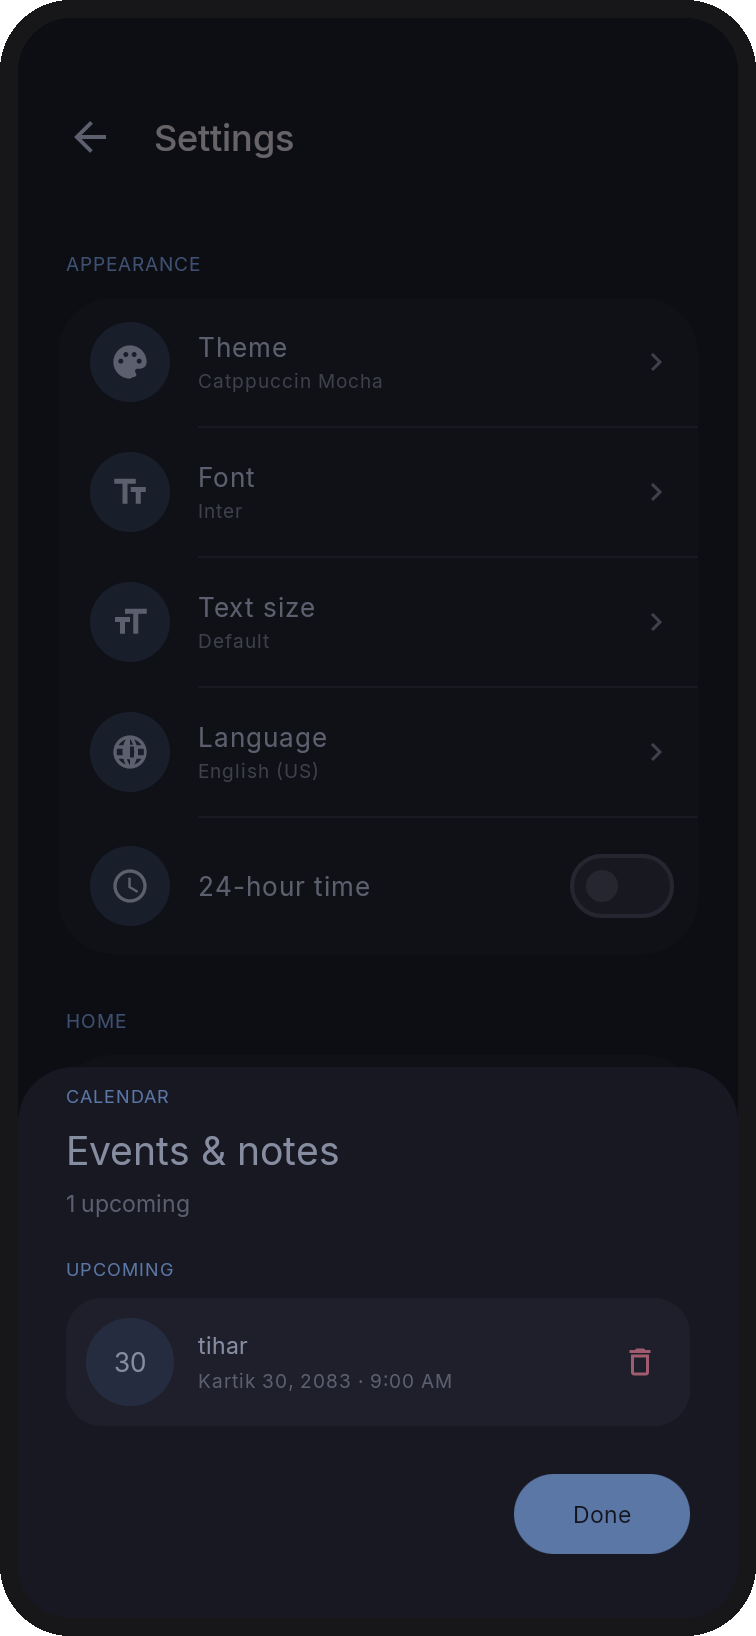 Settings
APPEARANCE
Theme
Catppuccin Mocha
Font
Inter
Text size
Default
Language
English (US)
24-hour time
HOME
CALENDAR
Events & notes
1 upcoming
UPCOMING
30
tihar
Kartik 30, 2083 · 9:00 AM
Done